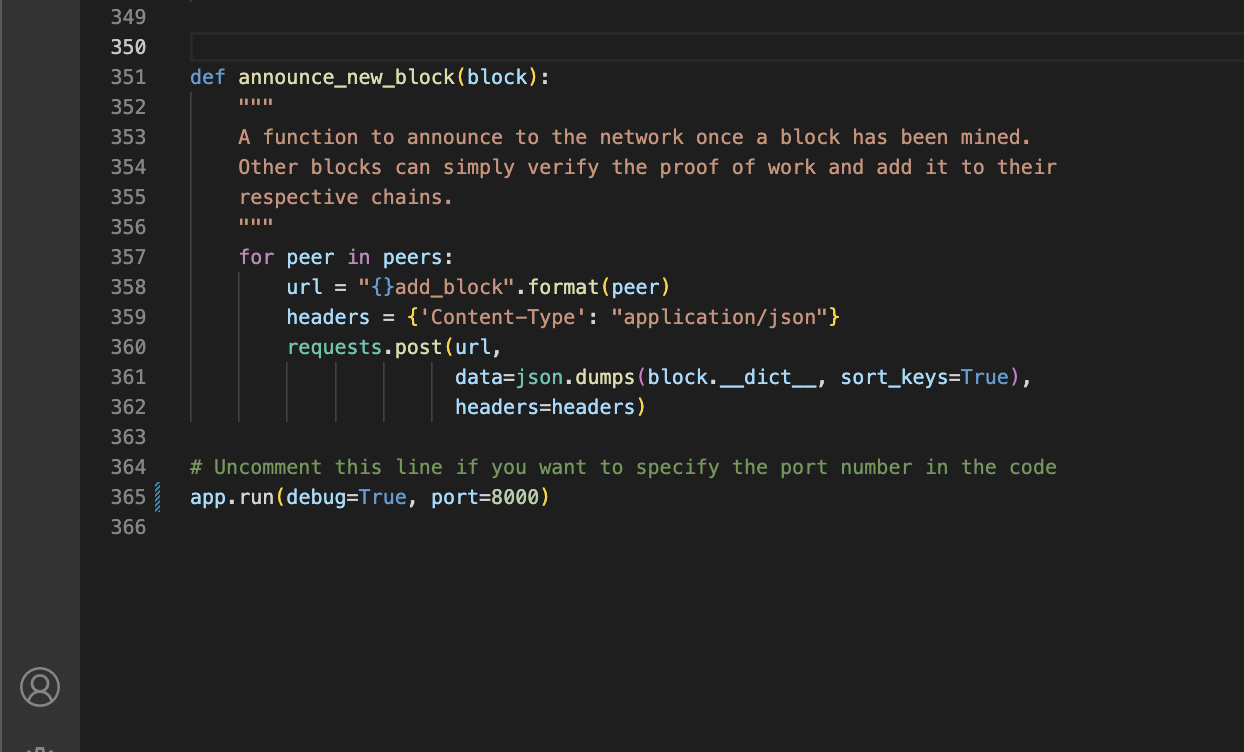 349
350
351 def announce_new_block(block):
352     """
353     A function to announce to the network once a block has been mined.
354     Other blocks can simply verify the proof of work and add it to their
355     respective chains.
356     """
357     for peer in peers:
358         url = "{}add_block".format(peer)
359         headers = {'Content-Type': "application/json"}
360         requests.post(url,
361                       data=json.dumps(block.__dict__, sort_keys=True),
362                       headers=headers)
363
364 # Uncomment this line if you want to specify the port number in the code
365 app.run(debug=True, port=8000)
366